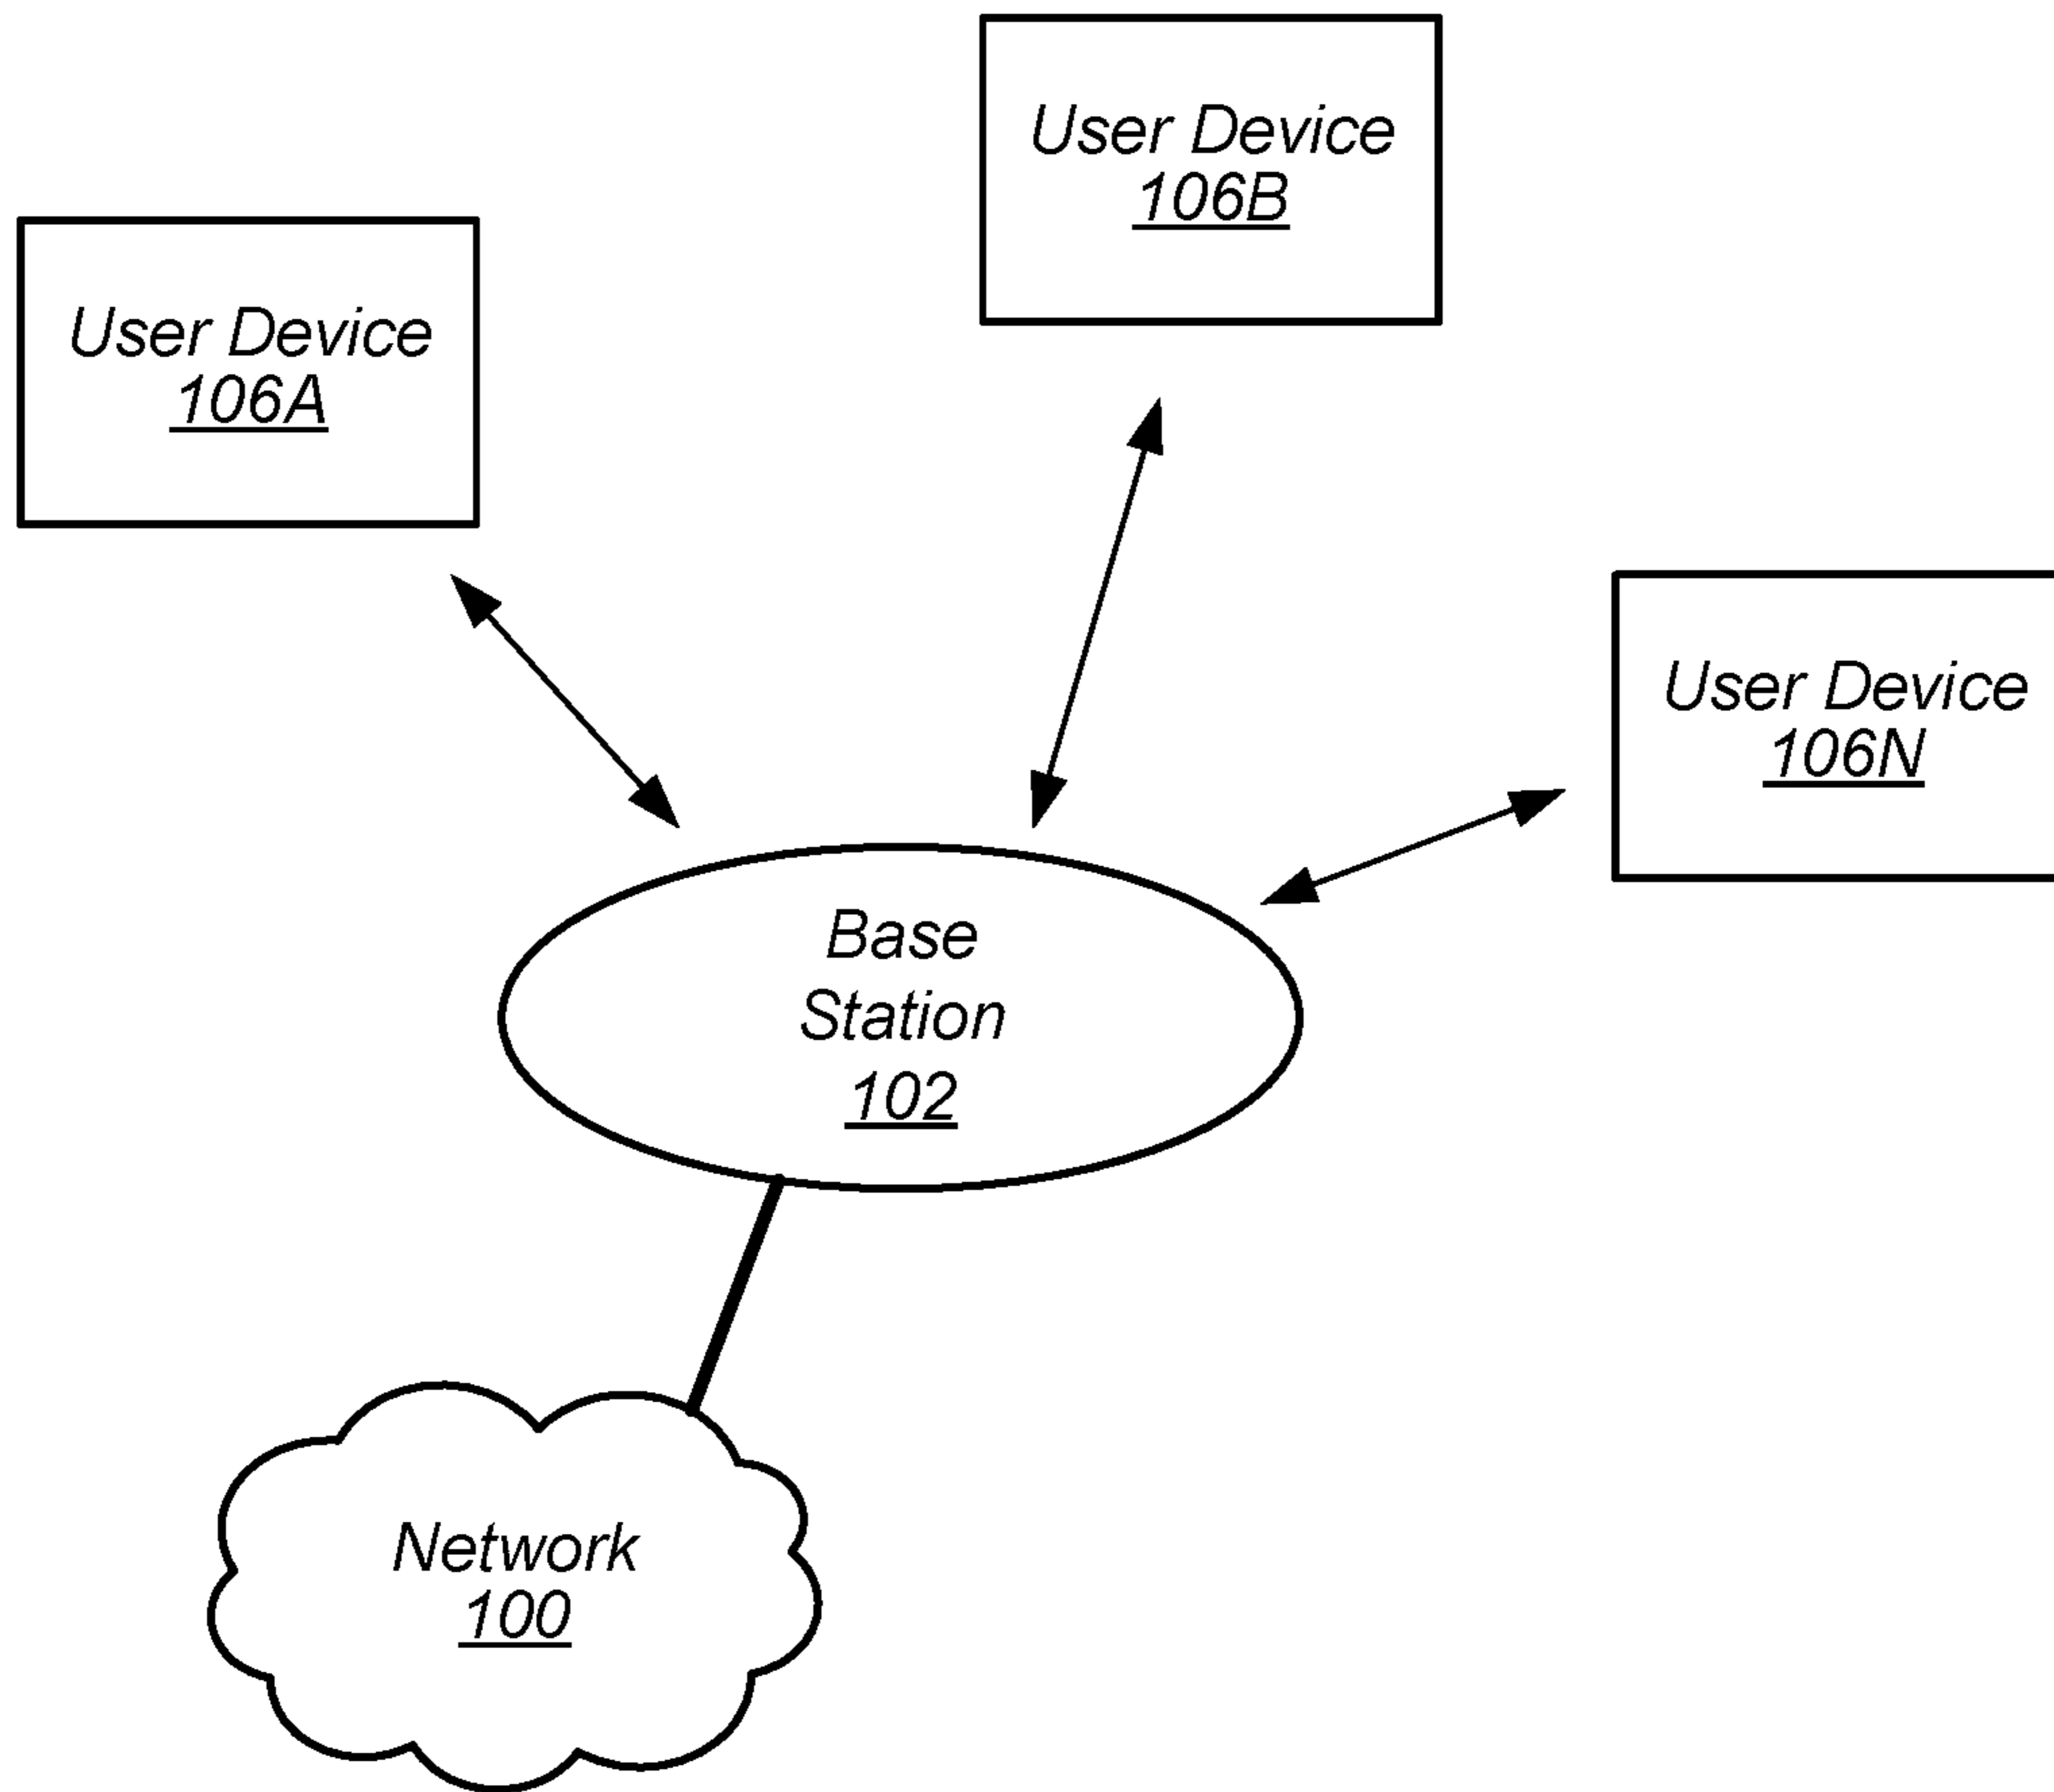 User Device
106B
User Device
106A
User Device
106N
Base
Station
102
Network
100